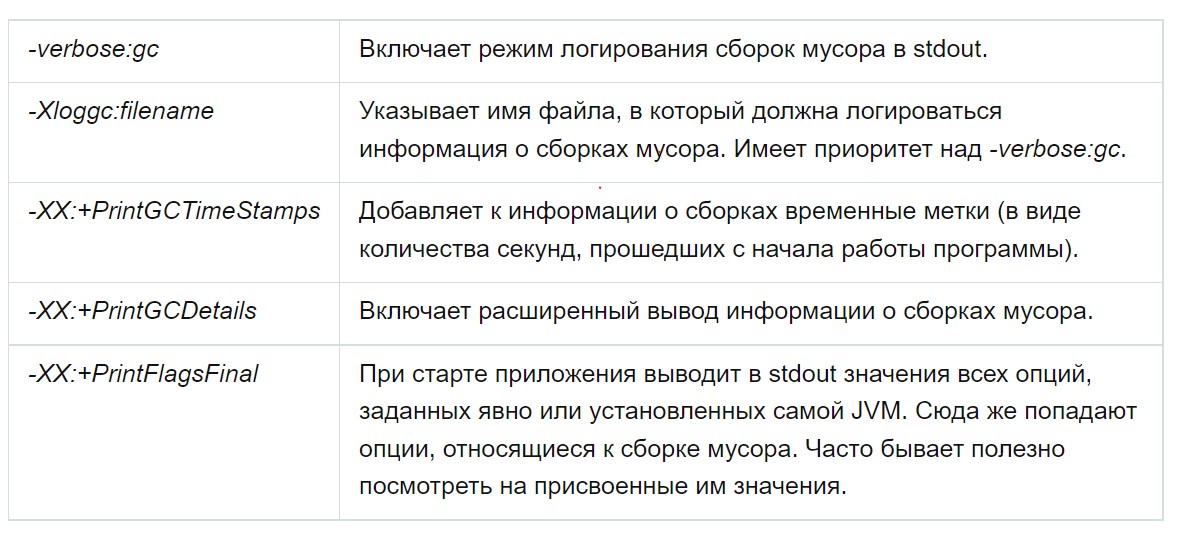 -verbose:gc
Включает режим логирования сборок мусора в stdout.
-Xloggc:filename
Указывает имя файла, в который должна логироваться
информация о сборках мусора. Имеет приоритет над -verbose:gc.
-XX:+PrintGCTimeStamps
Добавляет к информации о сборках временные метки (в виде
количества секунд, прошедших с начала работы программы).
-XX:+PrintGCDetails
Включает расширенный вывод информации о сборках мусора.
-XX:+PrintFlagsFinal
При старте приложения выводит в stdout значения всех опций,
заданных явно или установленных самой JVM. Сюда же попадают
опции, относящиеся к сборке мусора. Часто бывает полезно
посмотреть на присвоенные им значения.